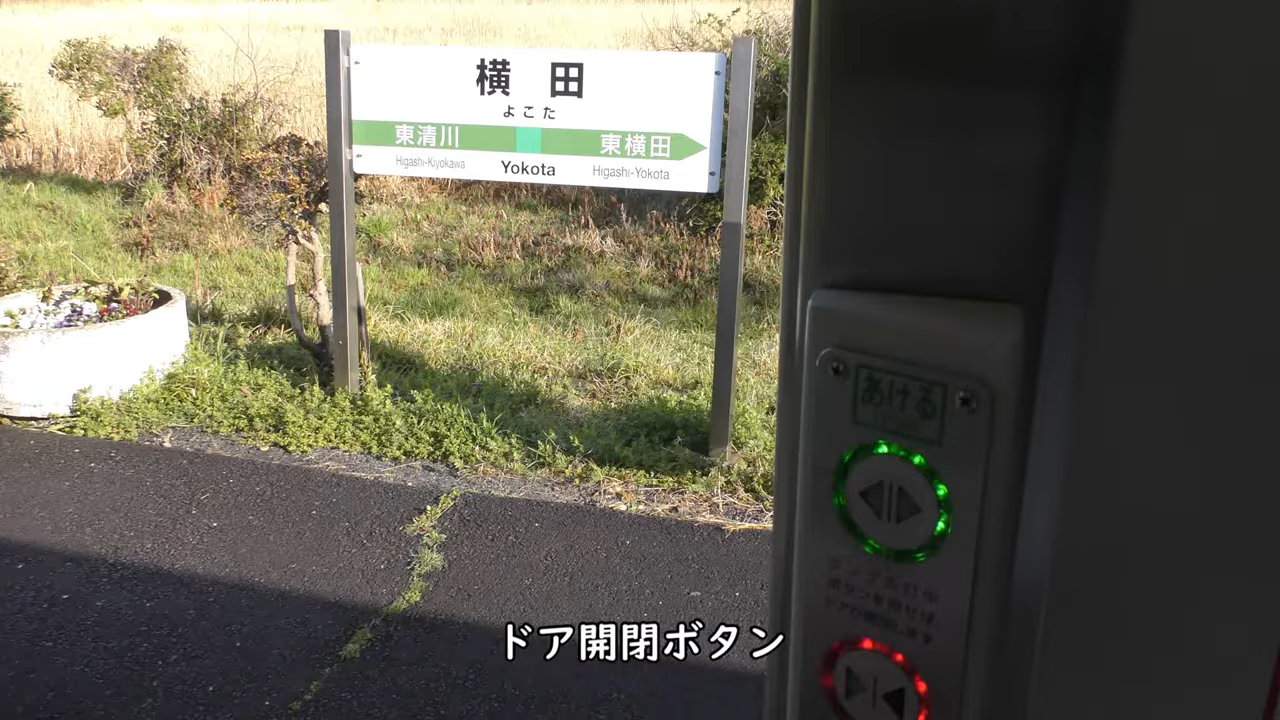 横 田
よこた
東清川
東横田
Higashi-Kiyokawa
Yokota
Higashi-Yokota
あける
ドア開閉ボタン